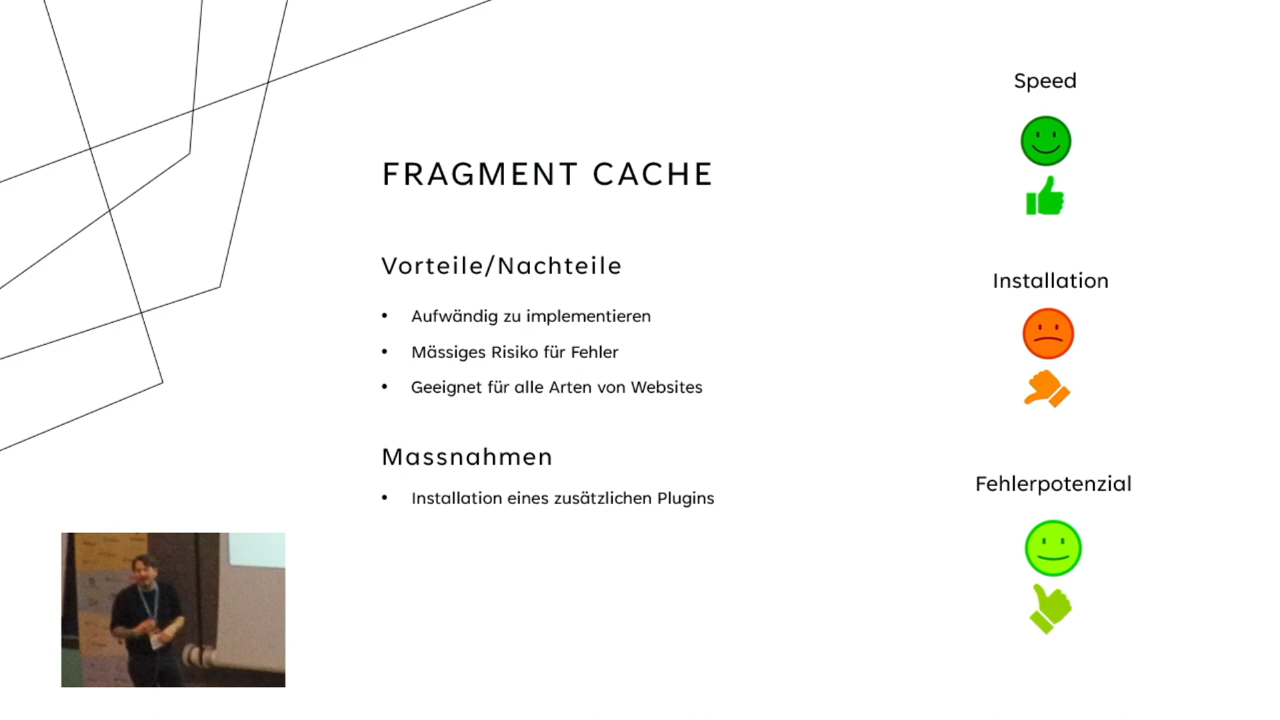 FRAGMENT CACHE
Vorteile/Nachteile
• Aufwändig zu implementieren
• Mässiges Risiko für Fehler
• Geeignet für alle Arten von Websites
Massnahmen
• Installation eines zusätzlichen Plugins
Speed
Installation
Fehlerpotenzial